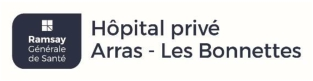 Ramsay
Générale
de Santé
Hôpital privé
Arras - Les Bonnettes